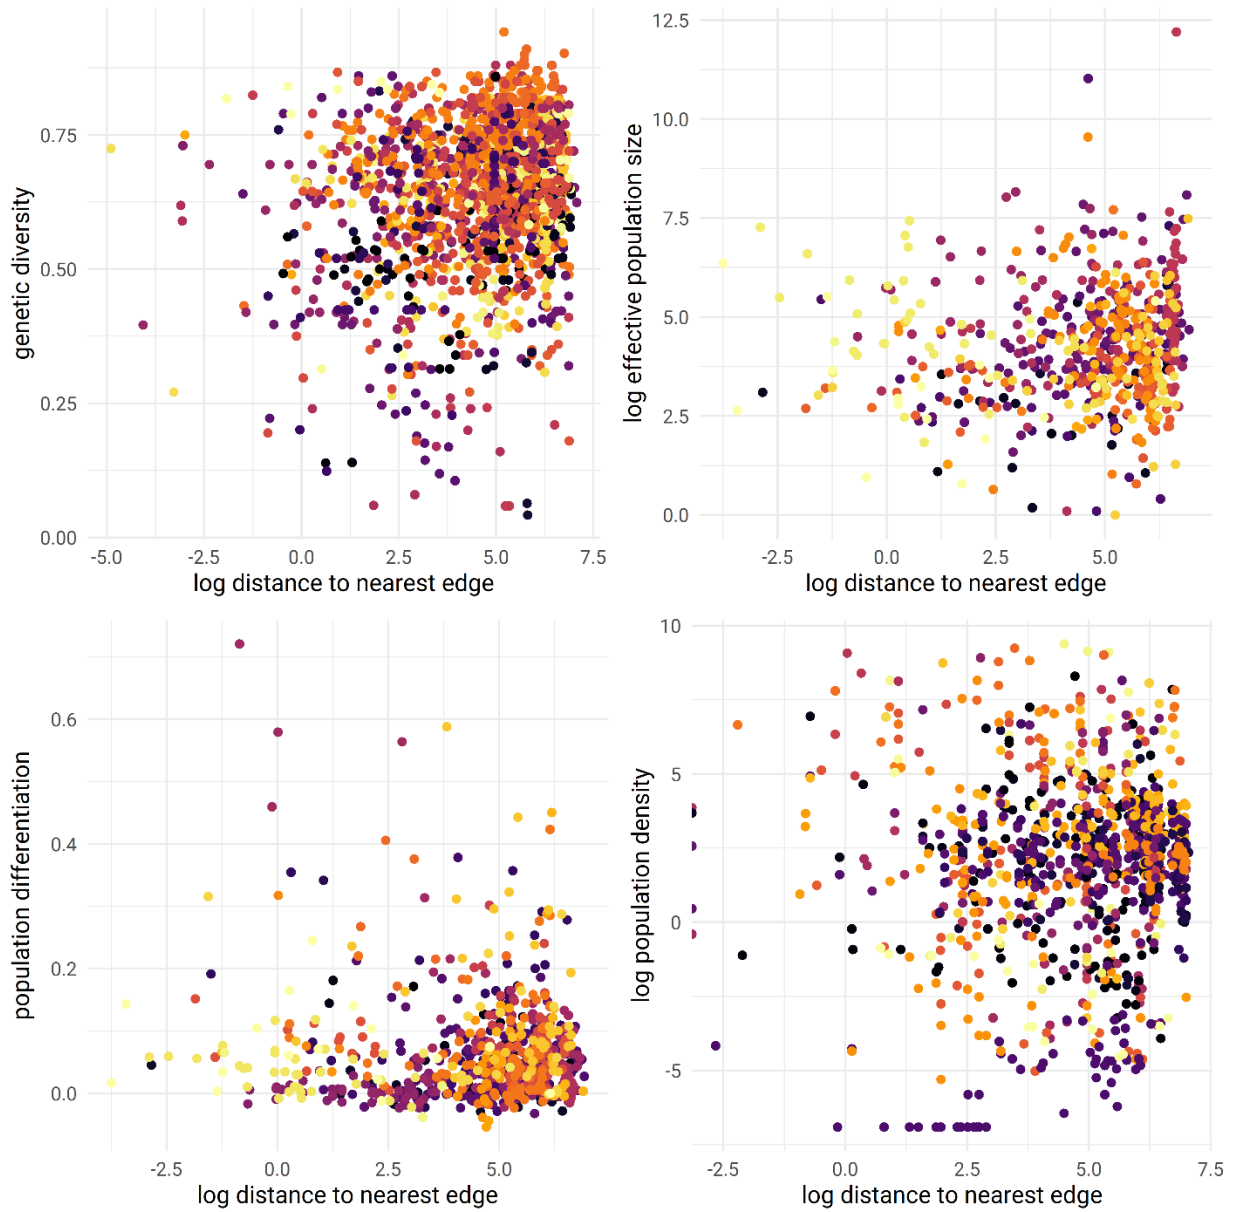 genetic diversity
0.75
0.50
0.25
0.00
-5.0 -2.5 0.0 2.5 5.0 7.5
log distance to nearest edge
log effective population size
12.5
10.0
7.5
5.0
2.5
0.0
-2.5 0.0 2.5 5.0
log distance to nearest edge
population differentiation
0.6
0.4
0.2
0.0
-2.5 0.0 2.5 5.0
log distance to nearest edge
log population density
10
5
0
-5
-2.5 0.0 2.5 5.0 7.5
log distance to nearest edge